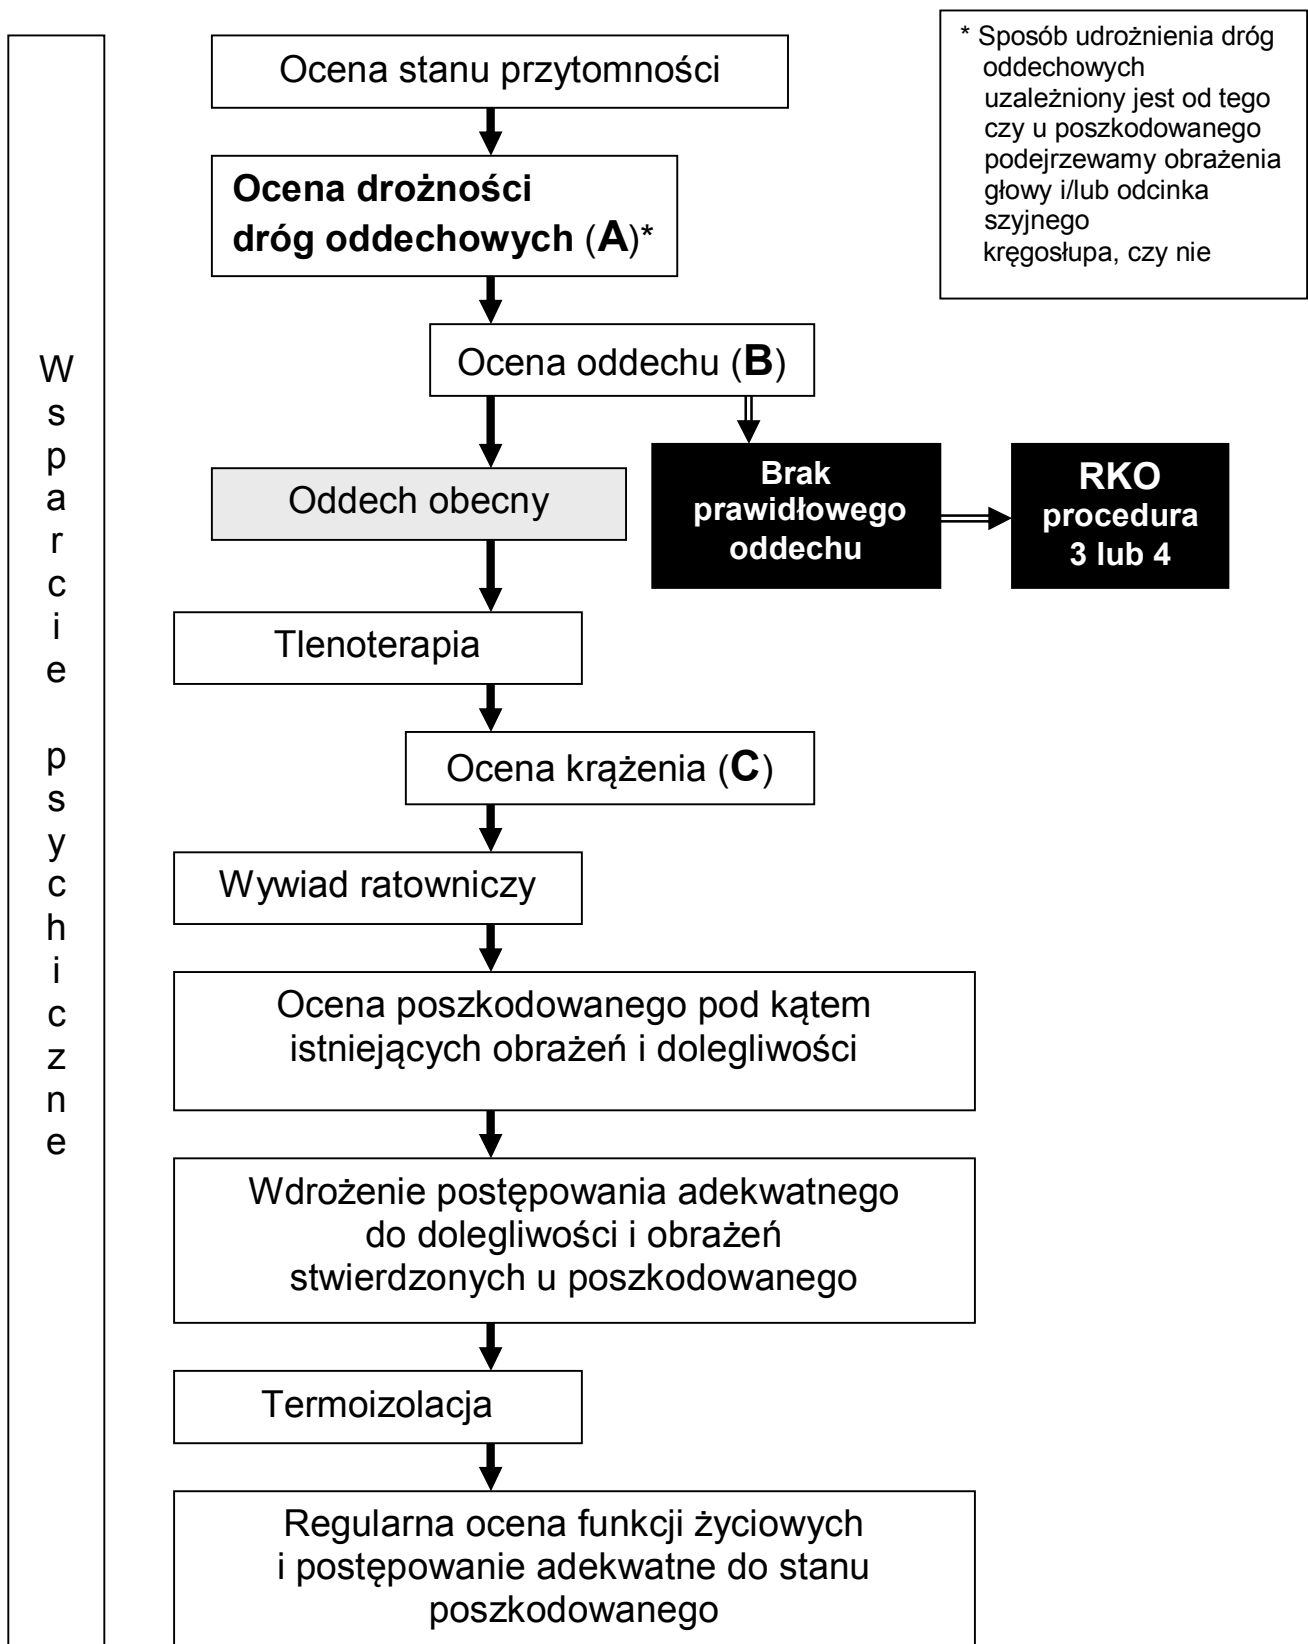 Ocena stanu przytomności
* Sposób udrożnienia dróg
oddechowych
uzależniony jest od tego
czy u poszkodowanego
podejrzewamy obrażenia
głowy i/lub odcinka
szyjnego
kręgosłupa, czy nie
Ocena drożności
dróg oddechowych (A)*
Ocena oddechu (B)
Oddech obecny
Brak
prawidłowego
oddechu
RKO
procedura
3 lub 4
Tlenoterapia
Ocena krążenia (C)
Wywiad ratowniczy
Ocena poszkodowanego pod kątem
istniejących obrażeń i dolegliwości
Wdrożenie postępowania adekwatnego
do dolegliwości i obrażeń
stwierdzonych u poszkodowanego
Termoizolacja
Regularna ocena funkcji życiowych
i postępowanie adekwatne do stanu
poszkodowanego
Wsparcie psychiczne